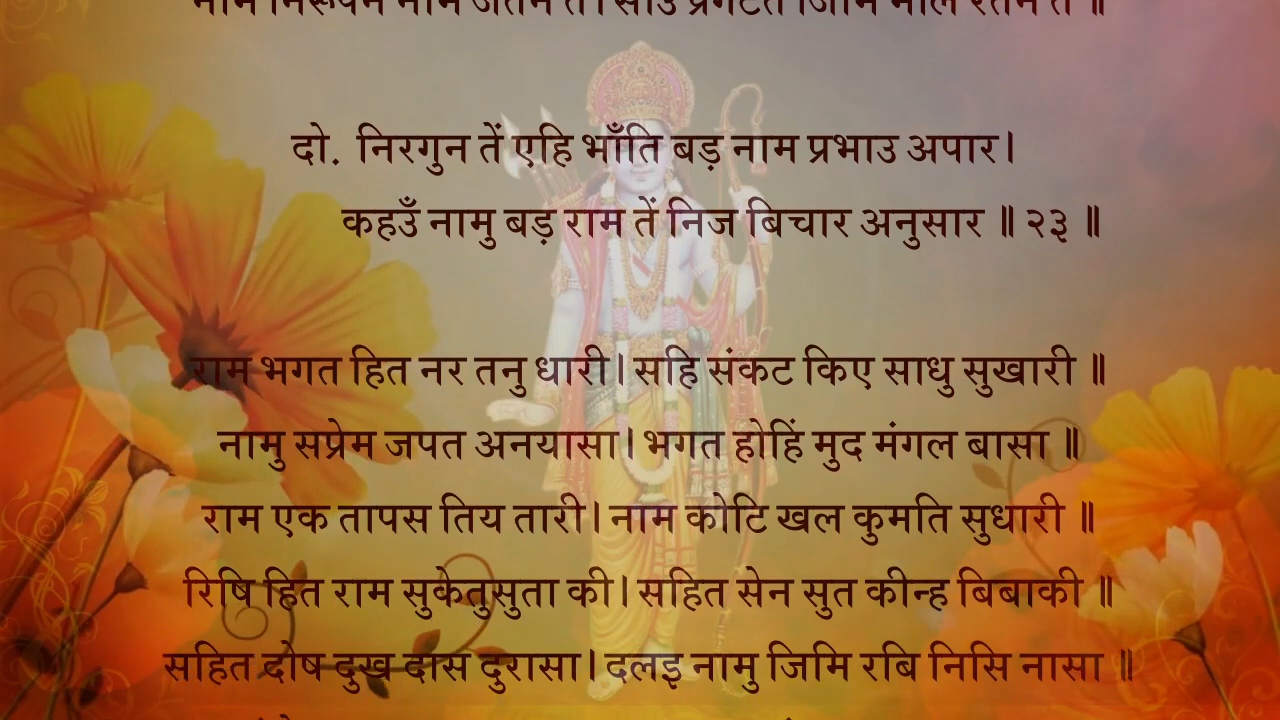 दो. निरगुन तें एहि भाँति बड़ नाम प्रभाउ अपार।
कहउँ नामु बड़ राम तें निज बिचार अनुसार ॥ २३ ॥
राम भगत हित नर तनु धारी। सहि संकट किए साधु सुखारी ॥
नामु सप्रेम जपत अनयासा। भगत होहिं मुद मंगल बासा ॥
राम एक तापस तिय तारी। नाम कोटि खल कुमति सुधारी ॥
रिषि हित राम सुकेतुसुता की। सहित सेन सुत कीन्ह बिबाकी ॥
सहित दोष दुख दास दुरासा। दलइ नामु जिमि रबि निसि नासा ॥